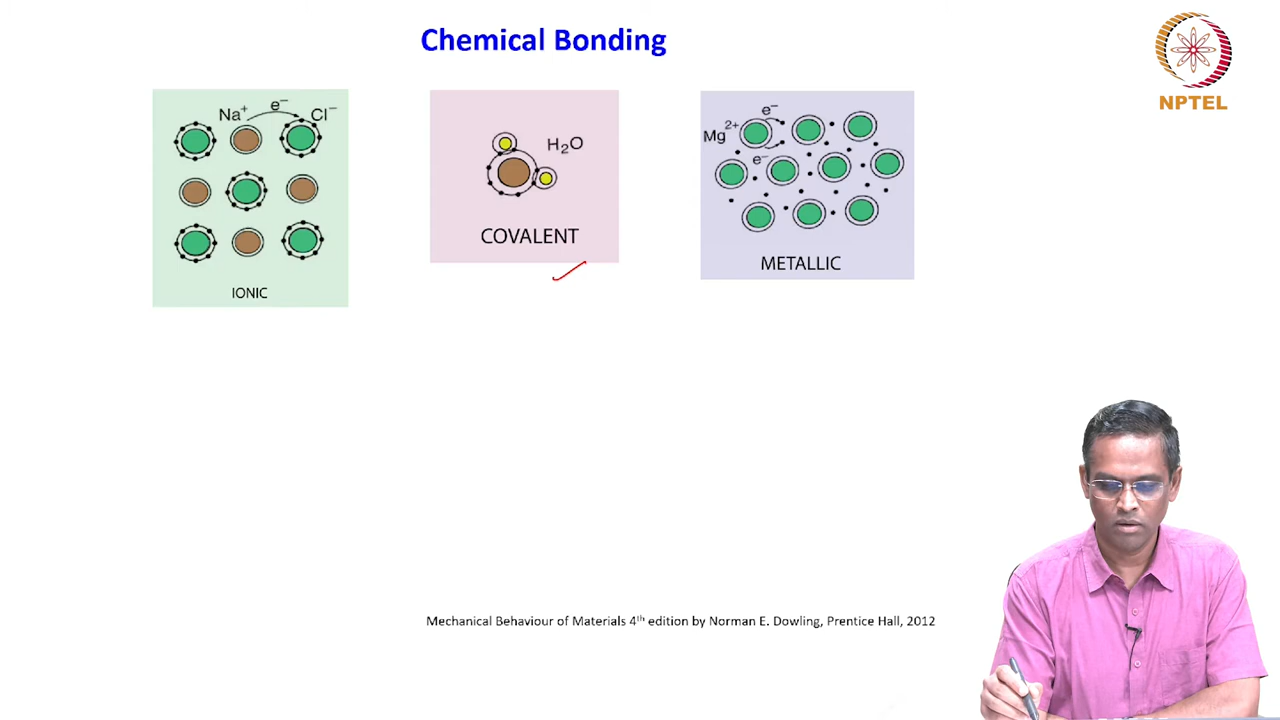 Chemical Bonding
NPTEL
Na⁺ e⁻ Cl⁻
IONIC
H₂O
COVALENT
e⁻
Mg²⁺
e⁻
METALLIC
Mechanical Behaviour of Materials 4ᵗʰ edition by Norman E. Dowling, Prentice Hall, 2012